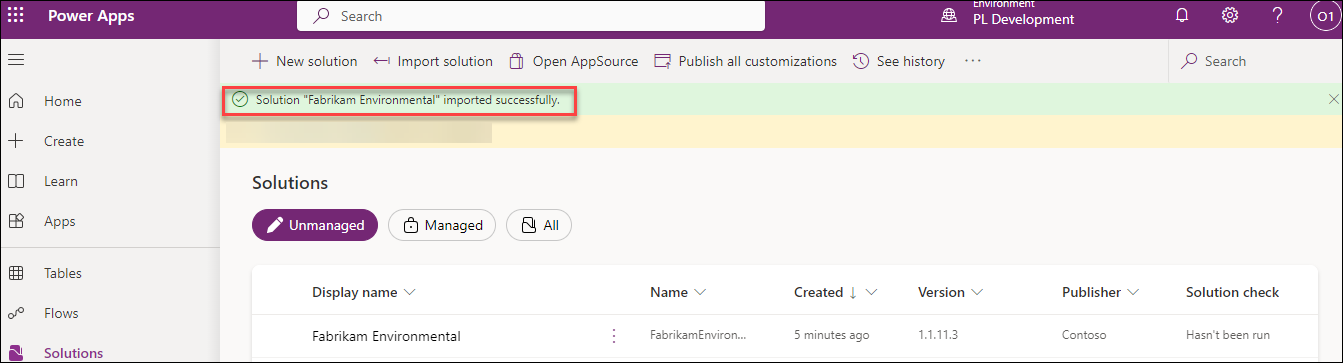 Power Apps
Search
Environment
PL Development
?
O1
New solution
Import solution
Open AppSource
Publish all customizations
See history
...
Search
Solution "Fabrikam Environmental" imported successfully.
Home
Create
Learn
Apps
Tables
Flows
Solutions
Solutions
Unmanaged
Managed
All
Display name
Name
Created
Version
Publisher
Solution check
Fabrikam Environmental
FabrikamEnviron...
5 minutes ago
1.1.11.3
Contoso
Hasn't been run